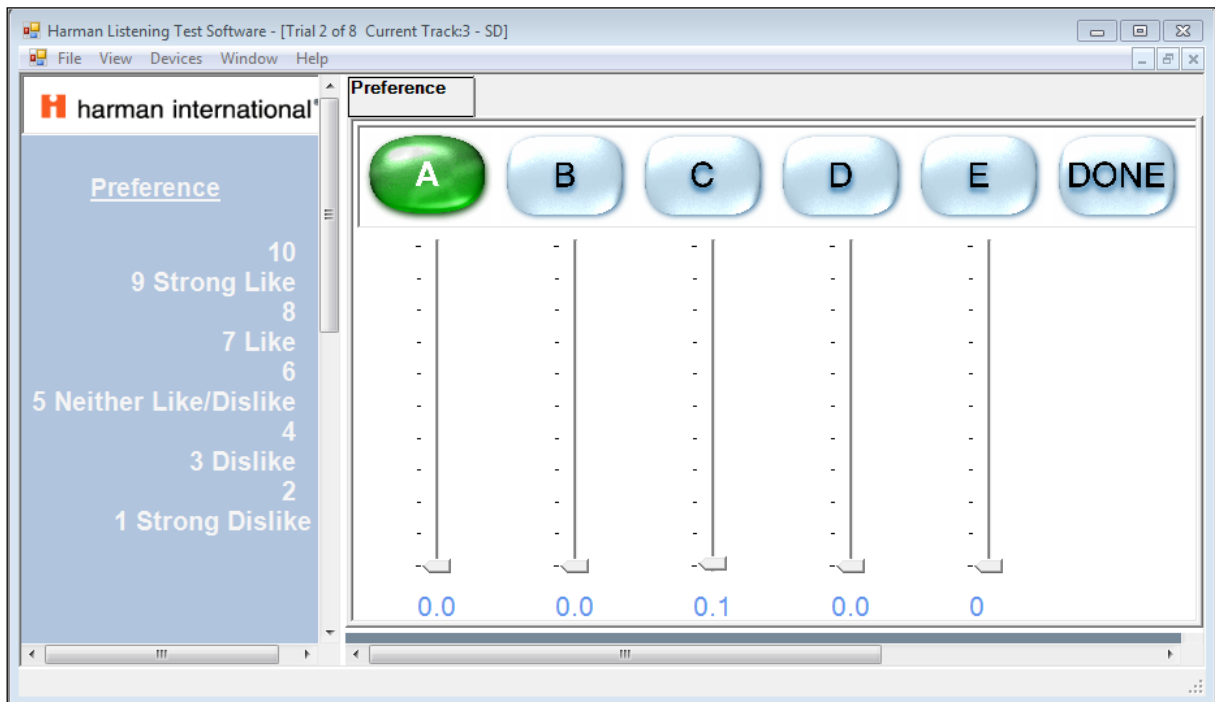 Harman Listening Test Software - [Trial 2 of 8 Current Track:3 - SD]
File View Devices Window Help
harman international®
Preference
10
9 Strong Like
8
7 Like
6
5 Neither Like/Dislike
4
3 Dislike
2
1 Strong Dislike
Preference
A B C D E DONE
0.0 0.0 0.1 0.0 0